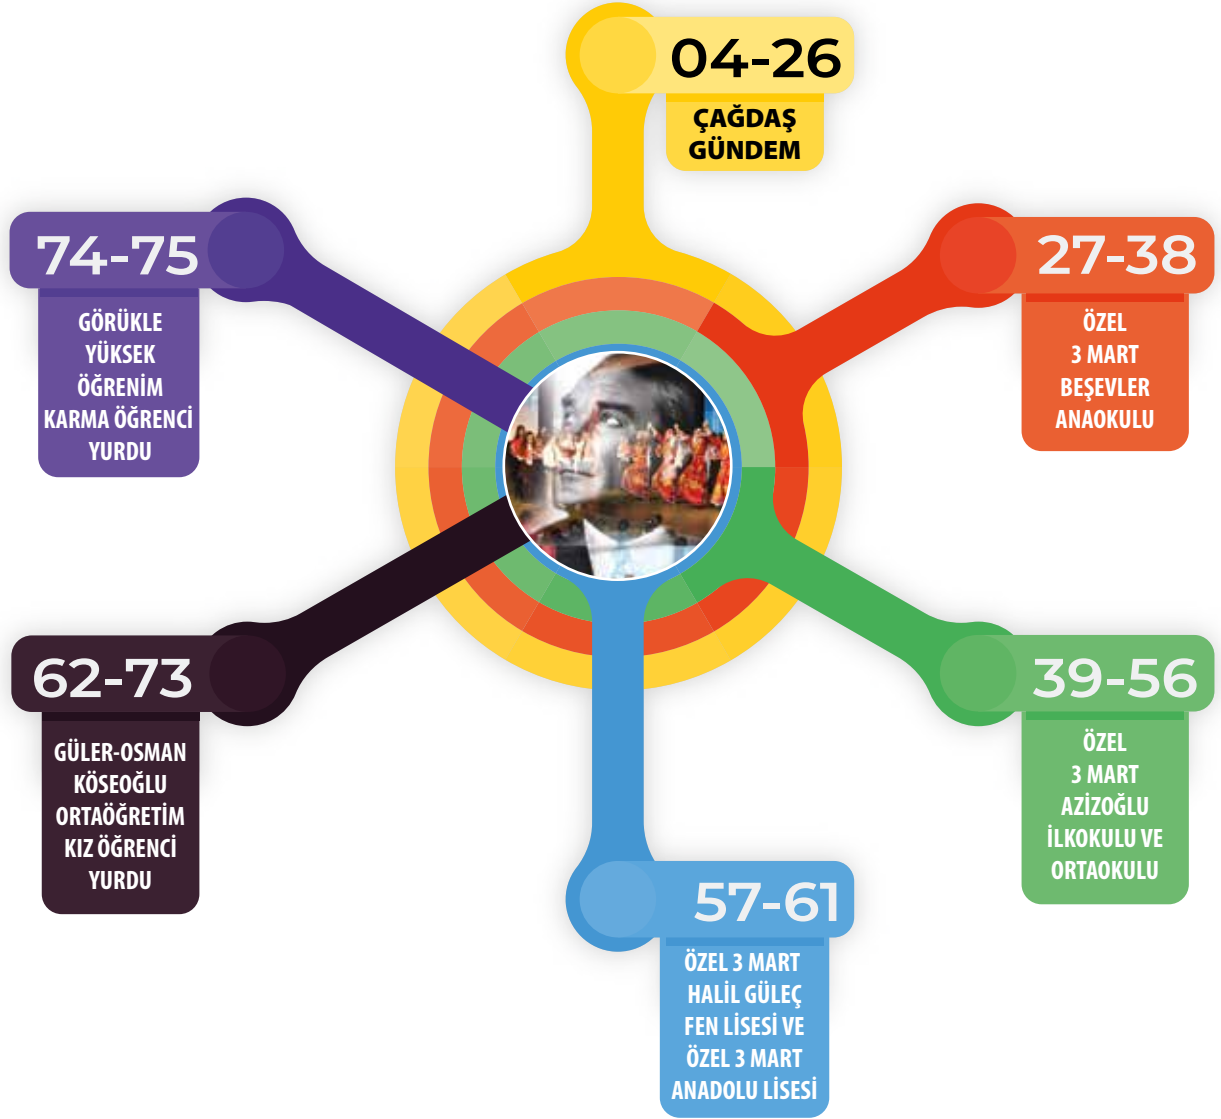 04-26
ÇAĞDAŞ
GÜNDEM
27-38
ÖZEL
3 MART
BEŞEVLER
ANAOKULU
39-56
ÖZEL
3 MART
AZİZOĞLU
İLKOKULU VE
ORTAOKULU
57-61
ÖZEL 3 MART
HALİL GÜLEÇ
FEN LİSESİ VE
ÖZEL 3 MART
ANADOLU LİSESİ
62-73
GÜLER-OSMAN
KÖSEOĞLU
ORTAÖĞRETİM
KIZ ÖĞRENCİ
YURDU
74-75
GÖRÜKLE
YÜKSEK
ÖĞRENİM
KARMA ÖĞRENCİ
YURDU